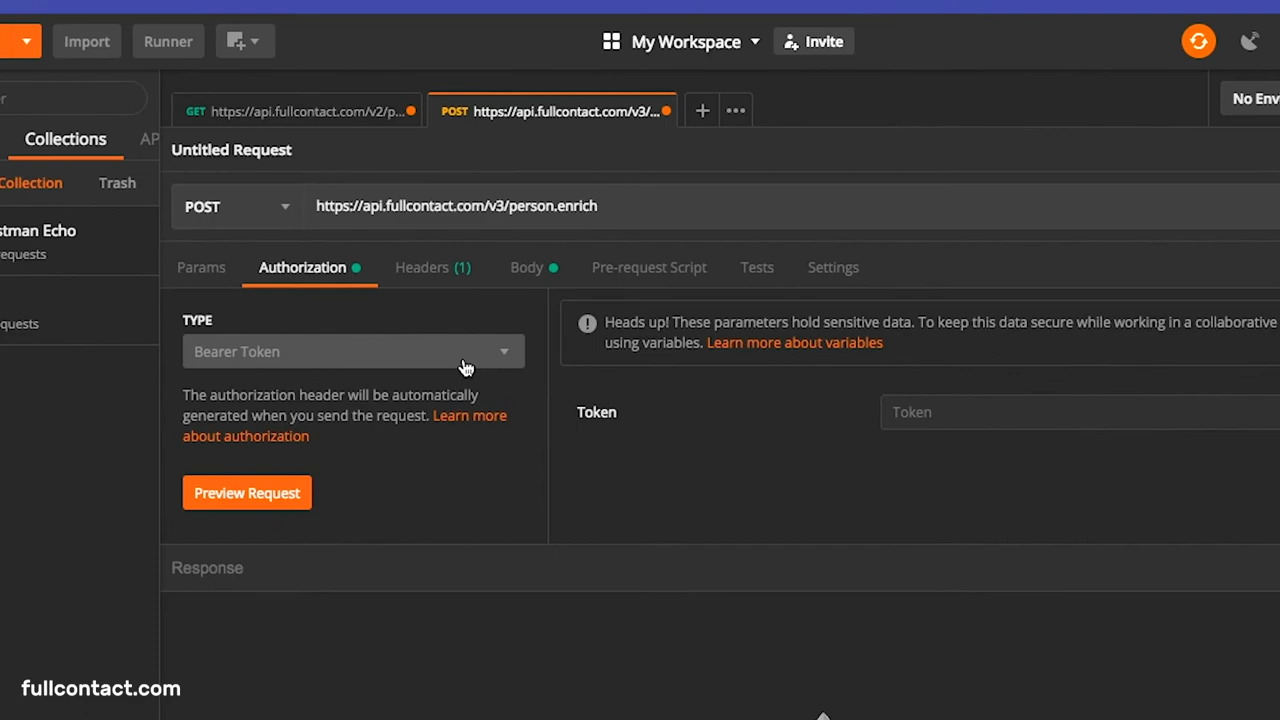 Import
Runner
My Workspace
Invite
er
GET https://api.fullcontact.com/v2/p...
POST https://api.fullcontact.com/v3/...
+
...
No Env
Collections
AP
Untitled Request
Collection
Trash
POST
https://api.fullcontact.com/v3/person.enrich
stman Echo
requests
Params
Authorization
Headers (1)
Body
Pre-request Script
Tests
Settings
quests
TYPE
Bearer Token
The authorization header will be automatically
generated when you send the request. Learn more
about authorization
Preview Request
Heads up! These parameters hold sensitive data. To keep this data secure while working in a collaborative
using variables. Learn more about variables
Token
Token
Response
fullcontact.com